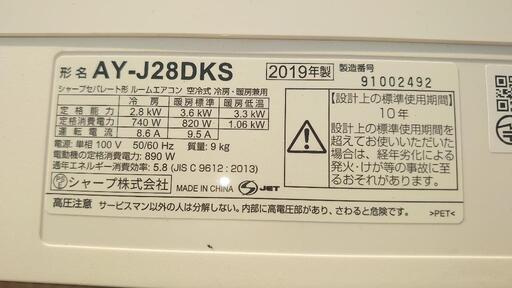 形名 AY-J28DKS 2019年製 製造番号 91002492
シャープセパレート形 ルームエアコン 空冷式 冷房・暖房兼用
冷房 暖房標準 暖房低温
定格能力 2.8 kW 3.6 kW 3.3 kW
定格消費電力 740 W 820 W 1.06 kW
運転電流 8.6 A 9.5 A
電源: 単相 100 V 50/60 Hz 質量: 9 kg
電動機の定格消費電力: 890 W
通年エネルギー消費効率: 5.8 (JIS C 9612 : 2013)
シャープ株式会社 MADE IN CHINA S JET
【設計上の標準使用期間】
10 年
設計上の標準使用期間を
超えてお使いいただいた
場合は、経年劣化による
発火・けが等の事故に至
るおそれがあります。
高圧注意 サービスマン以外の人は分解しない。内部に高電圧部があり、さわると危険です。 >PET<